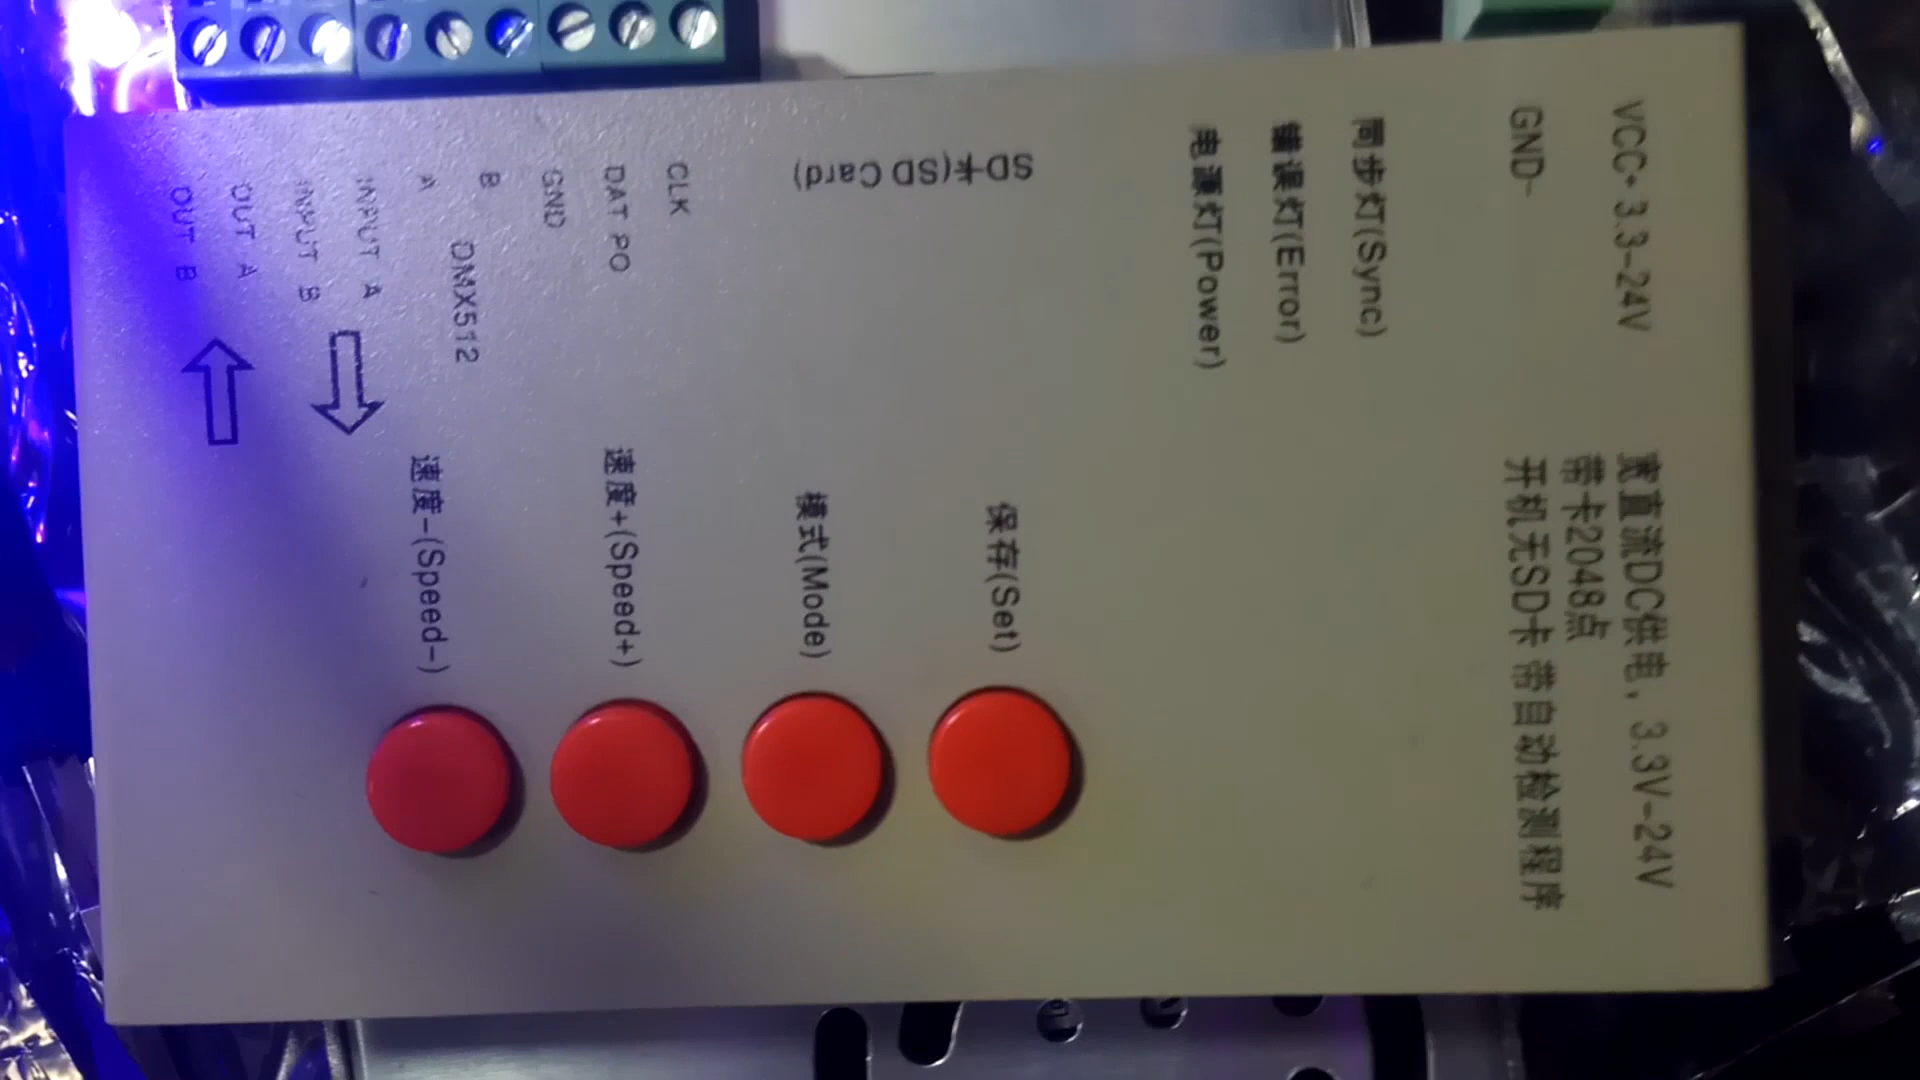 VCC+ 3.3-24V
GND-
同步灯(Sync)
错误灯(Error)
电源灯(Power)
SD卡(SD Card)
CLK
DAT PO
GND
B
A
DMX512
INPUT A
INPUT B
OUT A
OUT B
宽直流DC供电, 3.3V-24V
带卡2048点
开机无SD卡 带自动检测程序
保存(Set)
模式(Mode)
速度+(Speed+)
速度-(Speed-)